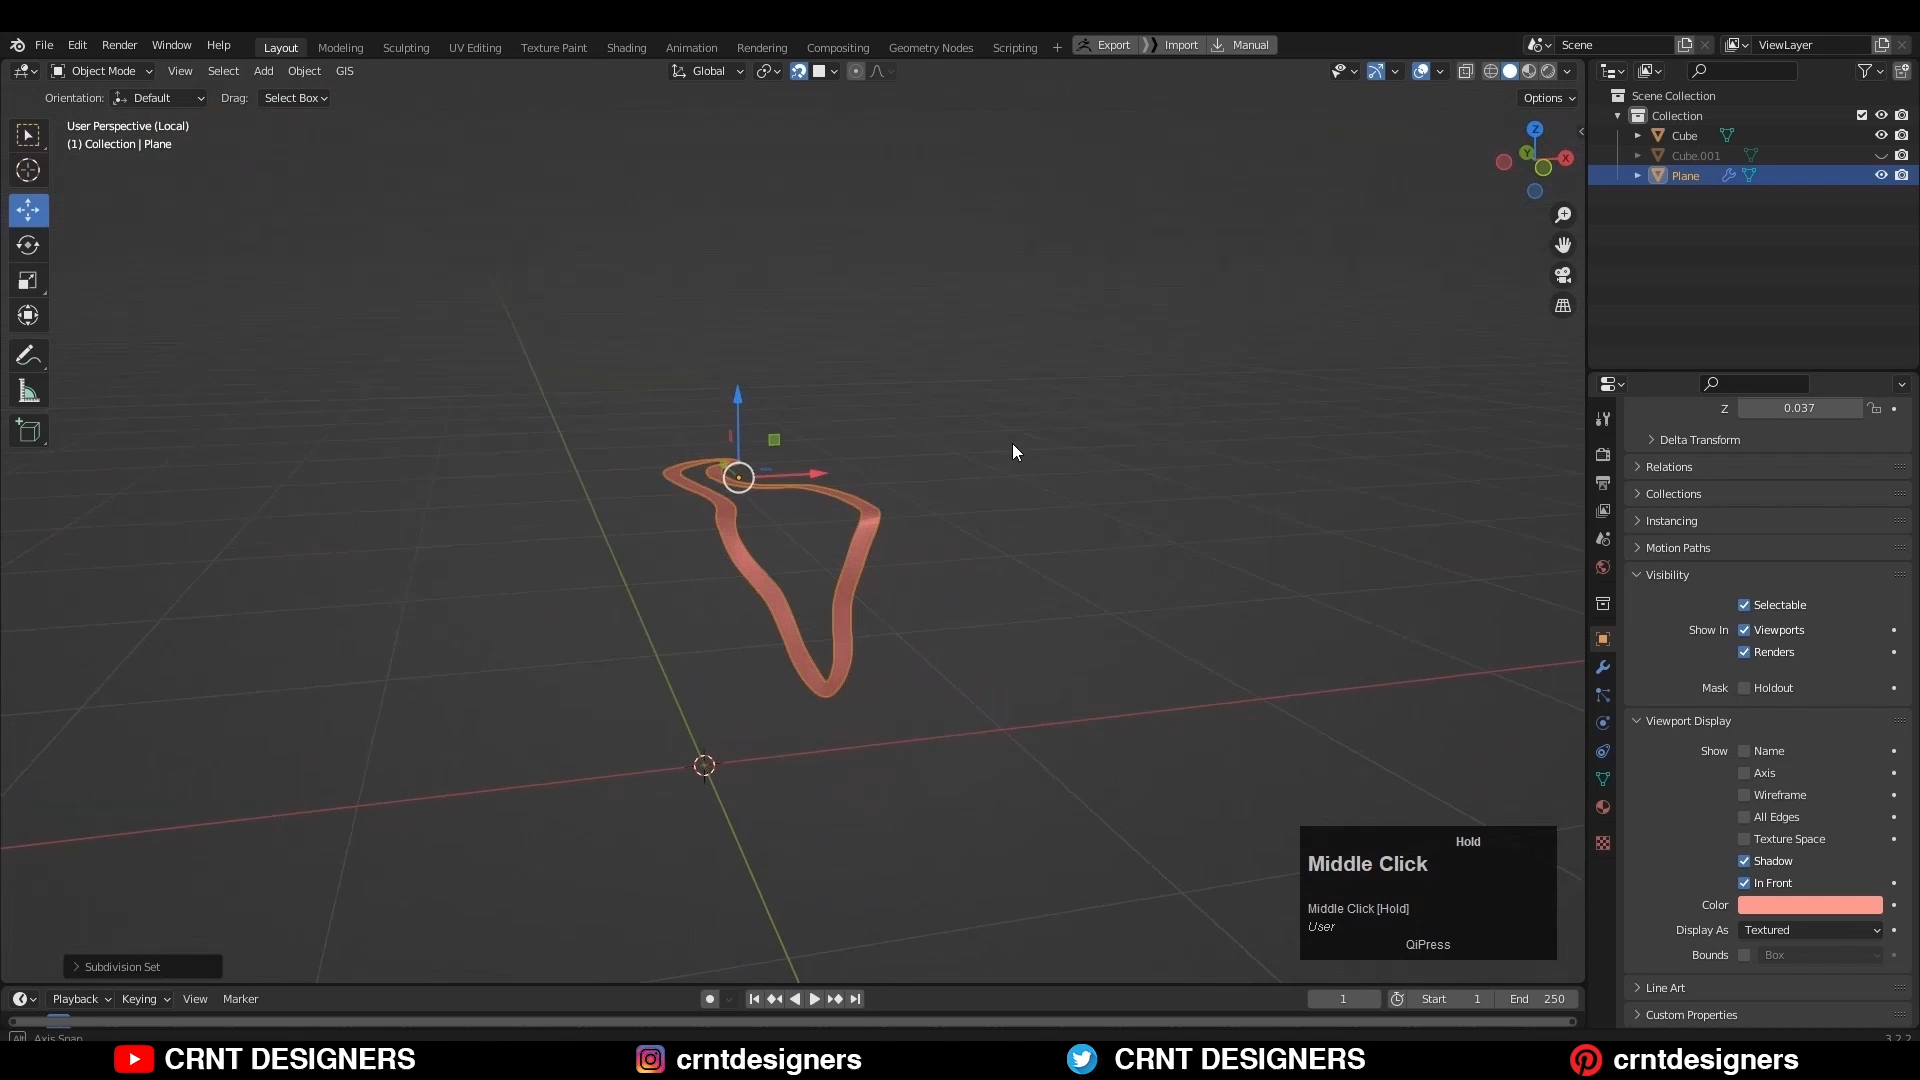 File Edit Render Window Help Layout Modeling Sculpting UV Editing Texture Paint Shading Animation Rendering Compositing Geometry Nodes Scripting + Export Import Manual Scene ViewLayer
Object Mode View Select Add Object GIS Global
Orientation: Default Drag: Select Box Options
User Perspective (Local)
(1) Collection | Plane
Z
Y
X
Scene Collection
Collection
Cube
Cube.001
Plane
Z 0.037
Delta Transform
Relations
Collections
Instancing
Motion Paths
Visibility
Selectable
Show In Viewports
Renders
Mask Holdout
Viewport Display
Show Name
Axis
Wireframe
All Edges
Texture Space
Shadow
In Front
Color
Display As Textured
Bounds Box
Line Art
Custom Properties
Hold
Middle Click
Middle Click [Hold]
User
QiPress
Subdivision Set
Playback Keying View Marker 1 Start 1 End 250
Alt Axis Snap 3.2.2
CRNT DESIGNERS crntdesigners CRNT DESIGNERS crntdesigners